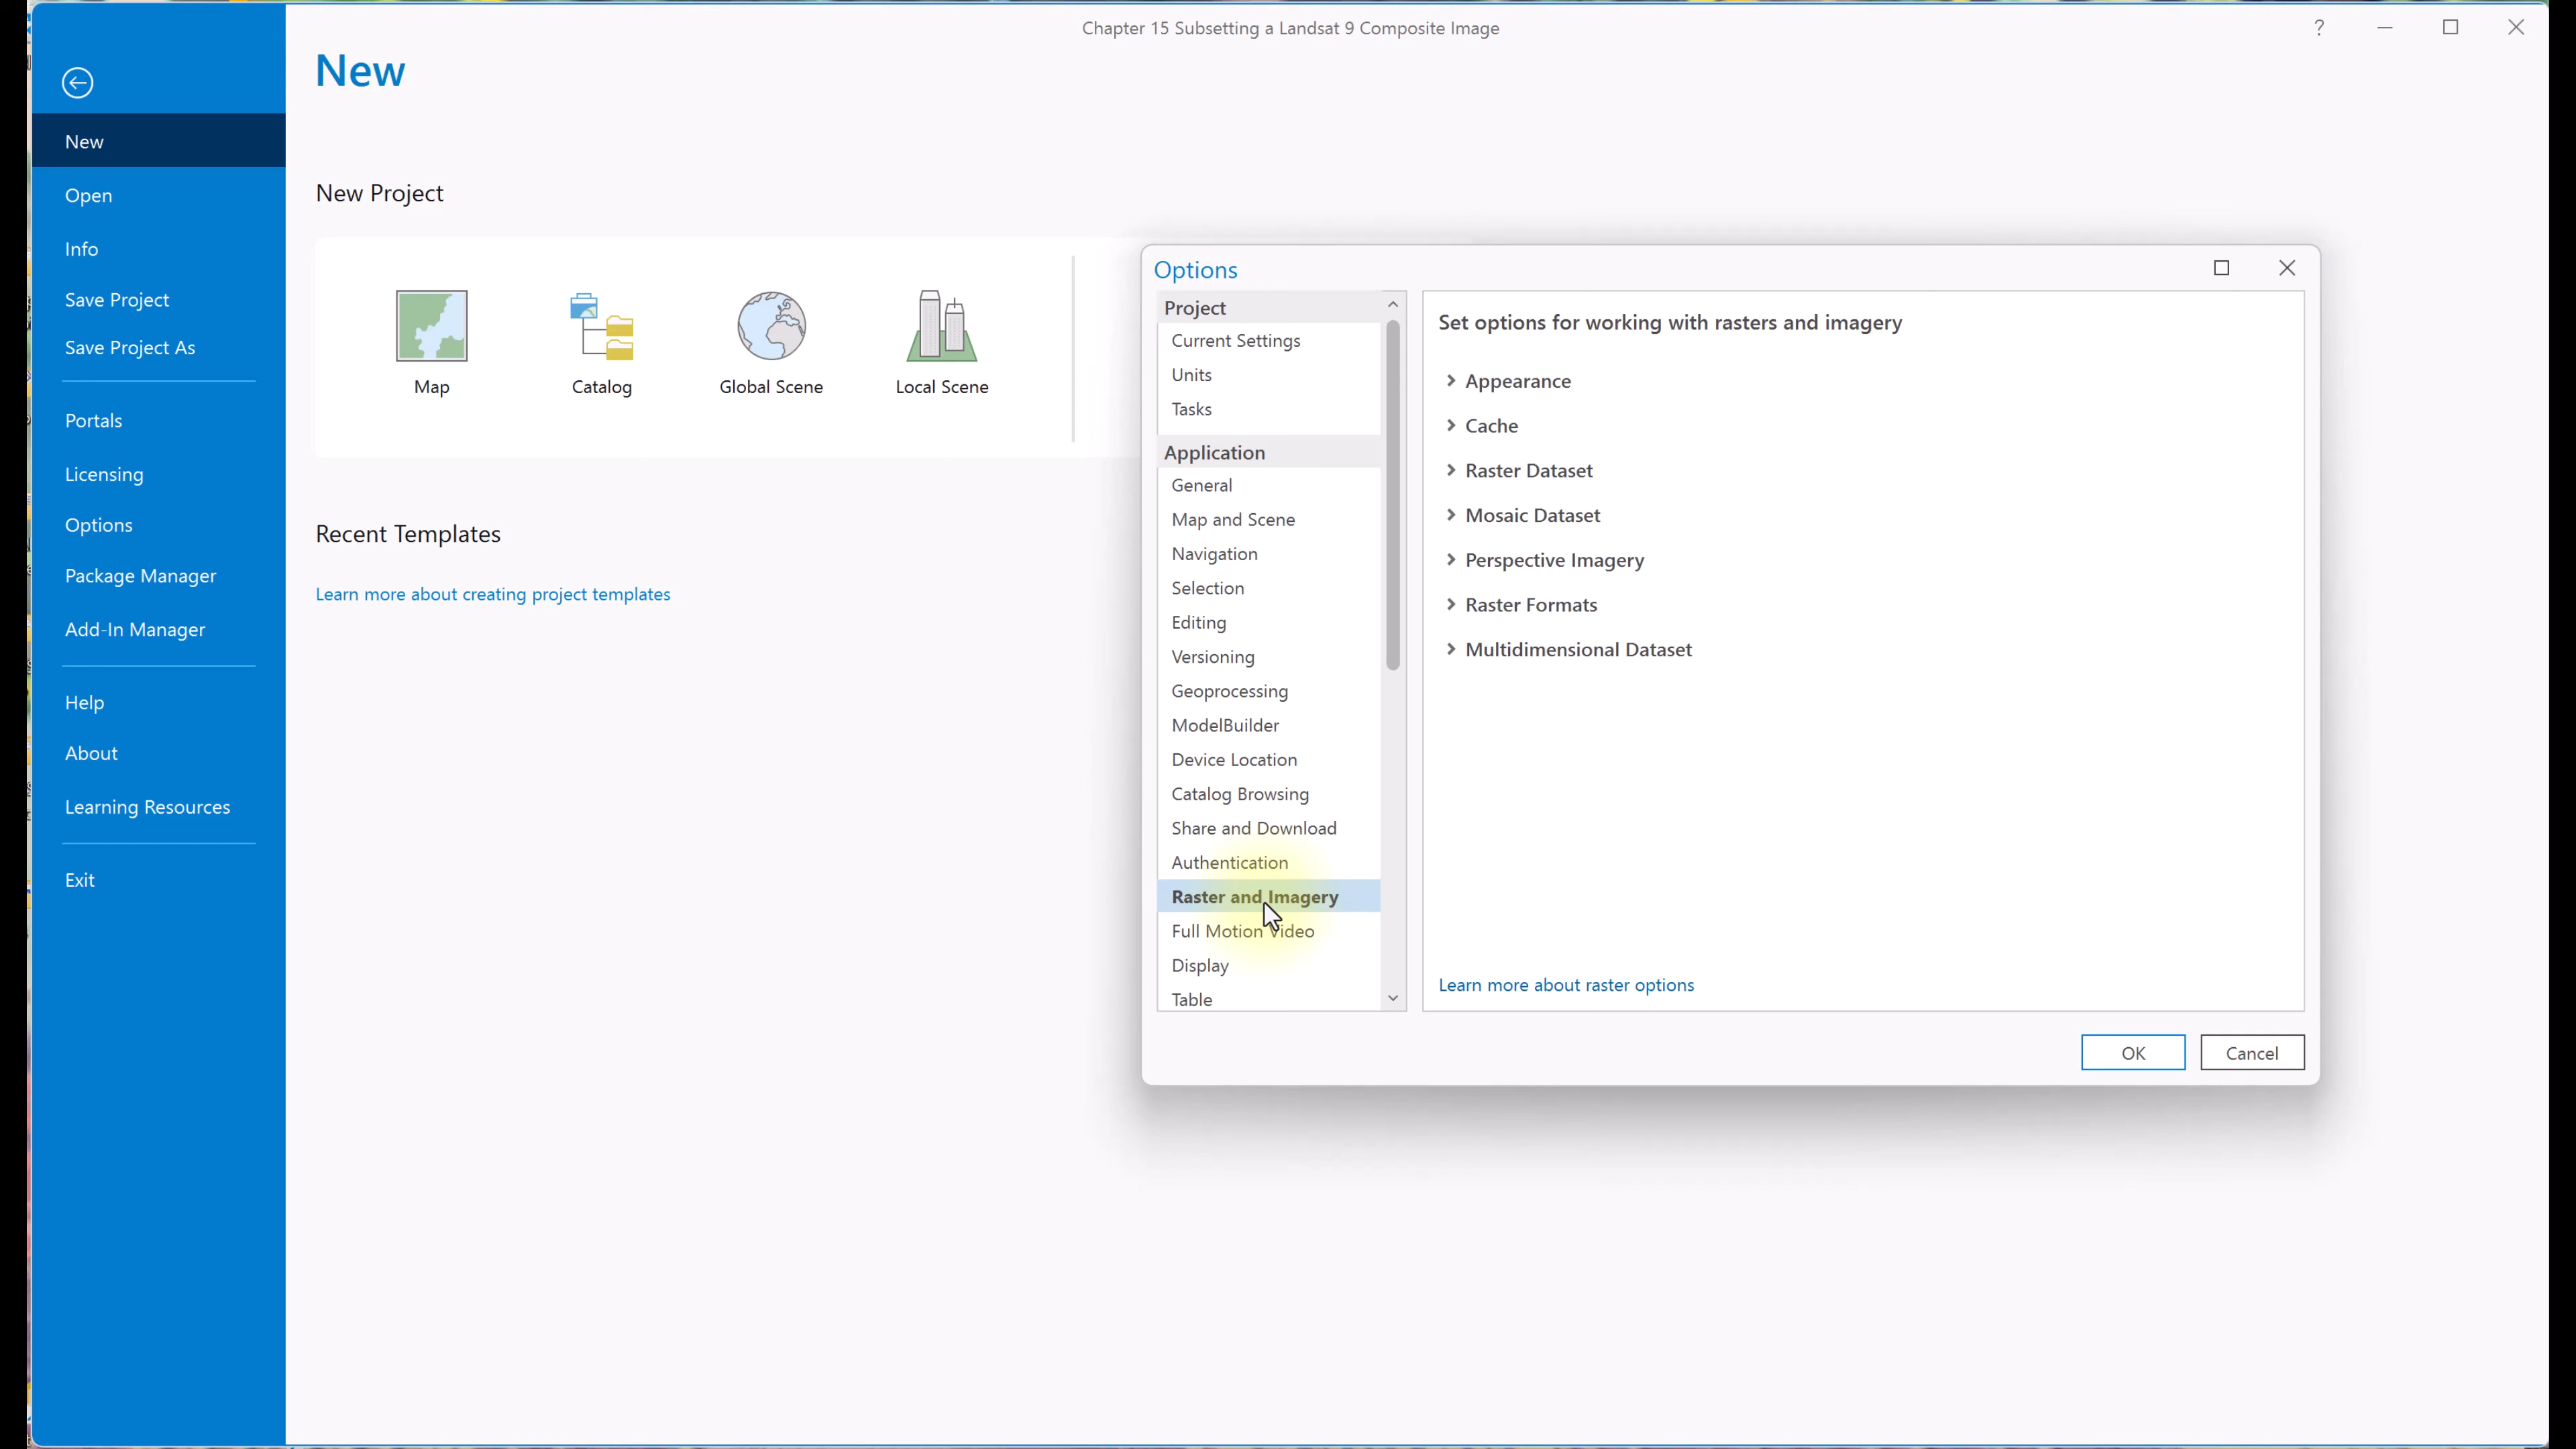 Chapter 15 Subsetting a Landsat 9 Composite Image
New
New
Open
Info
Save Project
Save Project As
Portals
Licensing
Options
Package Manager
Add-In Manager
Help
About
Learning Resources
Exit
New Project
Map
Catalog
Global Scene
Local Scene
Recent Templates
Learn more about creating project templates
Options
Project
Current Settings
Units
Tasks
Application
General
Map and Scene
Navigation
Selection
Editing
Versioning
Geoprocessing
ModelBuilder
Device Location
Catalog Browsing
Share and Download
Authentication
Raster and Imagery
Full Motion Video
Display
Table
Set options for working with rasters and imagery
Appearance
Cache
Raster Dataset
Mosaic Dataset
Perspective Imagery
Raster Formats
Multidimensional Dataset
Learn more about raster options
OK
Cancel